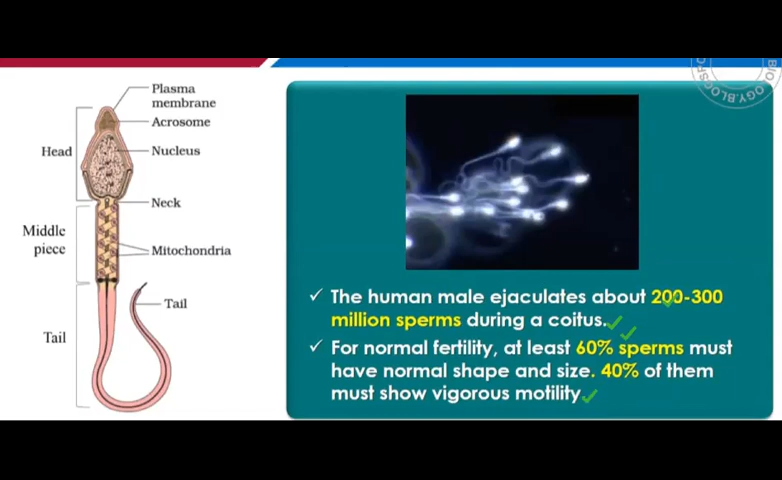 Plasma
membrane
Acrosome
Head
Nucleus
Neck
Middle
piece
Mitochondria
Tail
Tail
✓ The human male ejaculates about 200-300
million sperms during a coitus.
✓ For normal fertility, at least 60% sperms must
have normal shape and size. 40% of them
must show vigorous motility